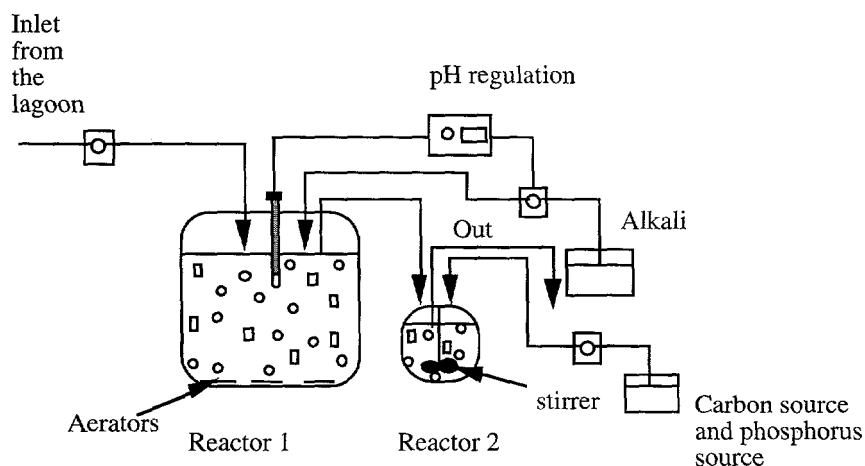 Inlet
from
the
lagoon
pH regulation
Alkali
Out
Aerators
Reactor 1
Reactor 2
stirrer
Carbon source
and phosphorus
source